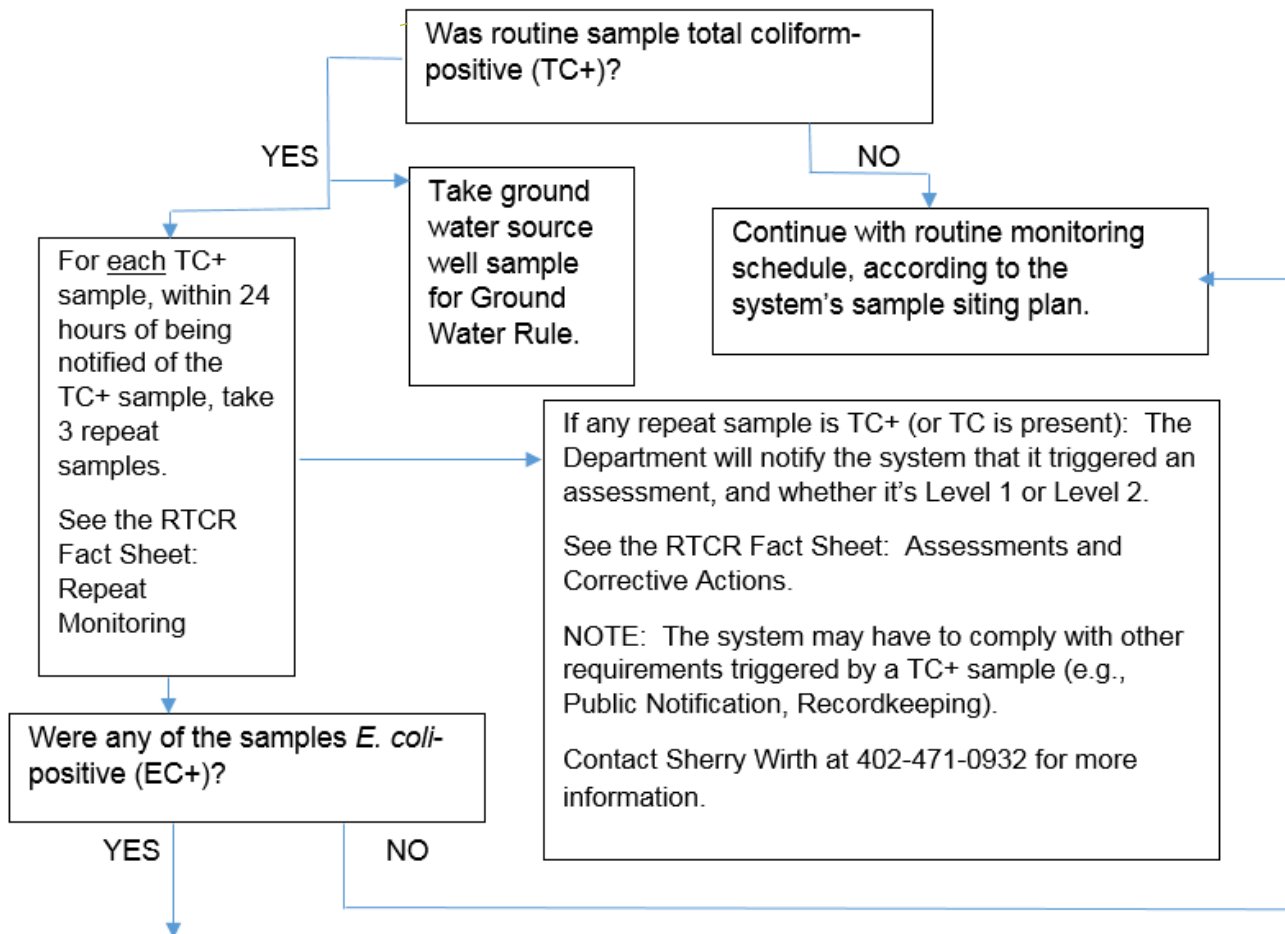 Was routine sample total coliform-
positive (TC+)?
YES
NO
Take ground
water source
well sample
for Ground
Water Rule.
Continue with routine monitoring
schedule, according to the
system’s sample siting plan.
For each TC+
sample, within 24
hours of being
notified of the
TC+ sample, take
3 repeat
samples.
See the RTCR
Fact Sheet:
Repeat
Monitoring
If any repeat sample is TC+ (or TC is present):  The
Department will notify the system that it triggered an
assessment, and whether it’s Level 1 or Level 2.
See the RTCR Fact Sheet:  Assessments and
Corrective Actions.
NOTE:  The system may have to comply with other
requirements triggered by a TC+ sample (e.g.,
Public Notification, Recordkeeping).
Contact Sherry Wirth at 402-471-0932 for more
information.
Were any of the samples E. coli-
positive (EC+)?
YES
NO